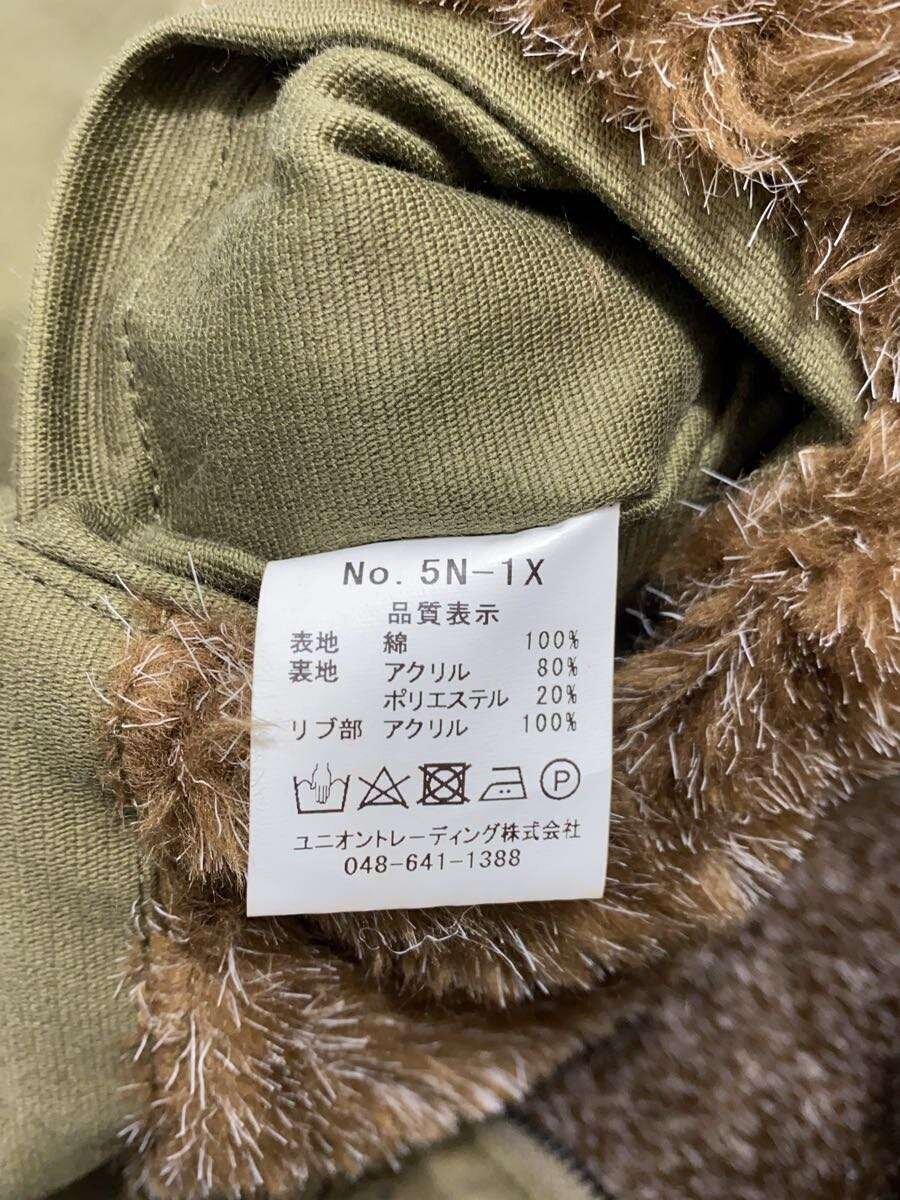 No. 5N-1X
品質表示
表地 綿 100%
裏地 アクリル 80%
ポリエステル 20%
リブ部 アクリル 100%
P
ユニオントレーディング株式会社
048-641-1388